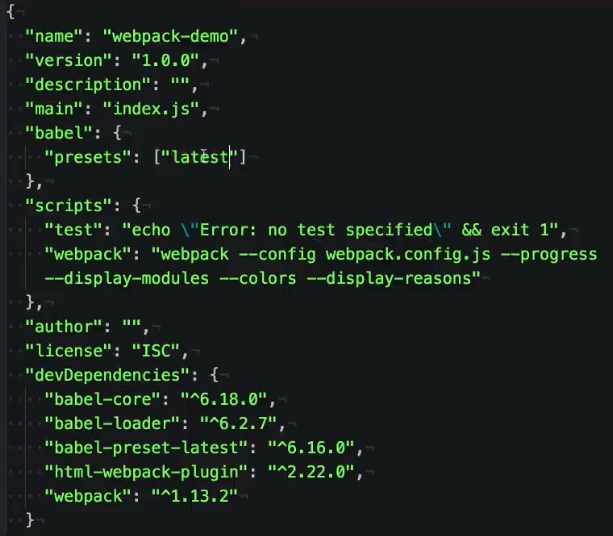 {
"name": "webpack-demo",
"version": "1.0.0",
"description": "",
"main": "index.js",
"babel": {
"presets": ["latest"]
},
"scripts": {
"test": "echo \"Error: no test specified\" && exit 1",
"webpack": "webpack --config webpack.config.js --progress
--display-modules --colors --display-reasons"
},
"author": "",
"license": "ISC",
"devDependencies": {
"babel-core": "^6.18.0",
"babel-loader": "^6.2.7",
"babel-preset-latest": "^6.16.0",
"html-webpack-plugin": "^2.22.0",
"webpack": "^1.13.2"
}